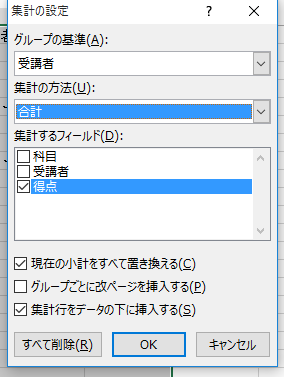 集計の設定 ?
グループの基準(A):
受講者
集計の方法(U):
合計
集計するフィールド(D):
科目
受講者
得点
現在の小計をすべて置き換える(C)
グループごとに改ページを挿入する(P)
集計行をデータの下に挿入する(S)
すべて削除(R) OK キャンセル